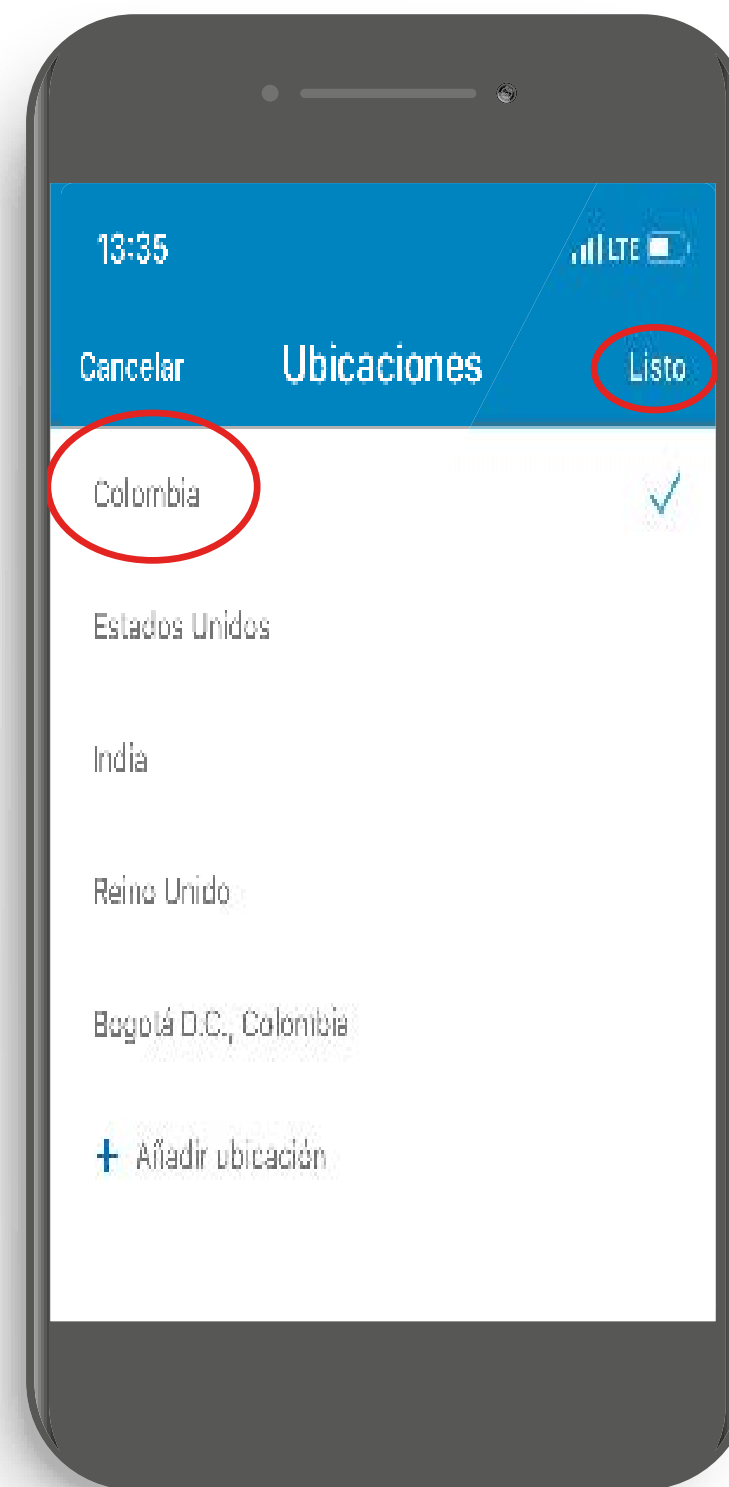 13:35
LTE
Cancelar Ubicaciones Listo
Colombia
Estados Unidos
India
Reino Unido
Bogotá D.C., Colombia
+ Añadir ubicación